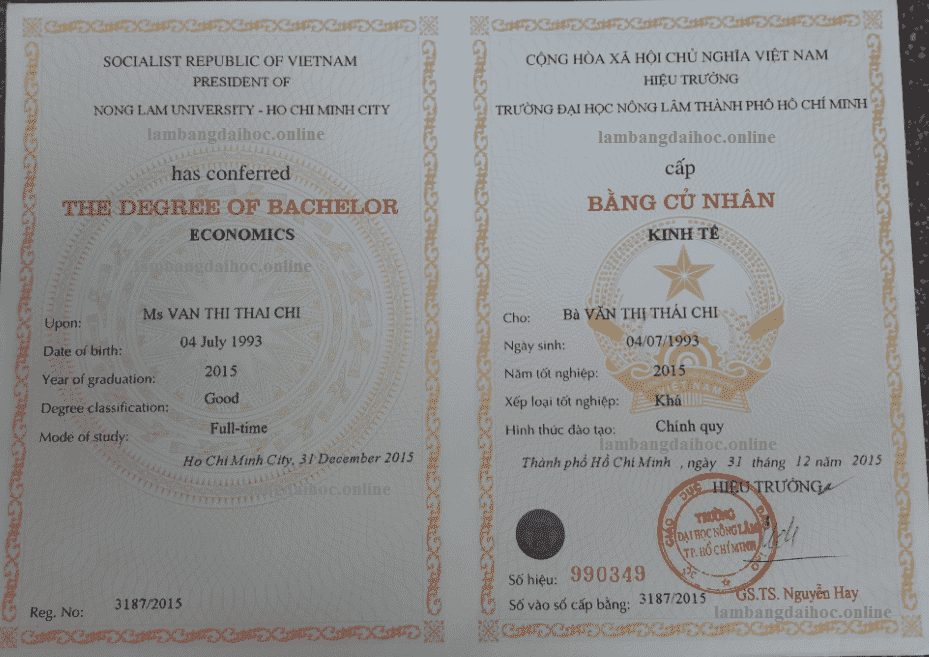 SOCIALIST REPUBLIC OF VIETNAM
PRESIDENT OF
NONG LAM UNIVERSITY - HO CHI MINH CITY
lambangdaihoc.online
has conferred
THE DEGREE OF BACHELOR
ECONOMICS
lambangdaihoc.online
Upon: Ms VAN THI THAI CHI
Date of birth: 04 July 1993
Year of graduation: 2015
Degree classification: Good
Mode of study: Full-time
Ho Chi Minh City, 31 December 2015
lambangdaihoc.online
Reg. No: 3187/2015
CỘNG HÒA XÃ HỘI CHỦ NGHĨA VIỆT NAM
HIỆU TRƯỞNG
TRƯỜNG ĐẠI HỌC NÔNG LÂM THÀNH PHỐ HỒ CHÍ MINH
lambangdaihoc.online
cấp
BẰNG CỦ NHÂN
KINH TẾ
VIỆT NAM
Cho: Bà VĂN THỊ THÁI CHI
Ngày sinh: 04/07/1993
Năm tốt nghiệp: 2015
Xếp loại tốt nghiệp: Khá
Hình thức đào tạo: Chính quy
lambangdaihoc.online
Thành phố Hồ Chí Minh , ngày 31 tháng 12 năm 2015
HIỆU TRƯỞNG
GIÁO DỤC
TRƯỜNG
ĐẠI HỌC NÔNG LÂM
TP. HỒ CHÍ MINH
Số hiệu: 990349
GS.TS. Nguyễn Hay
Số vào sổ cấp bằng: 3187/2015
lambangdaihoc.online